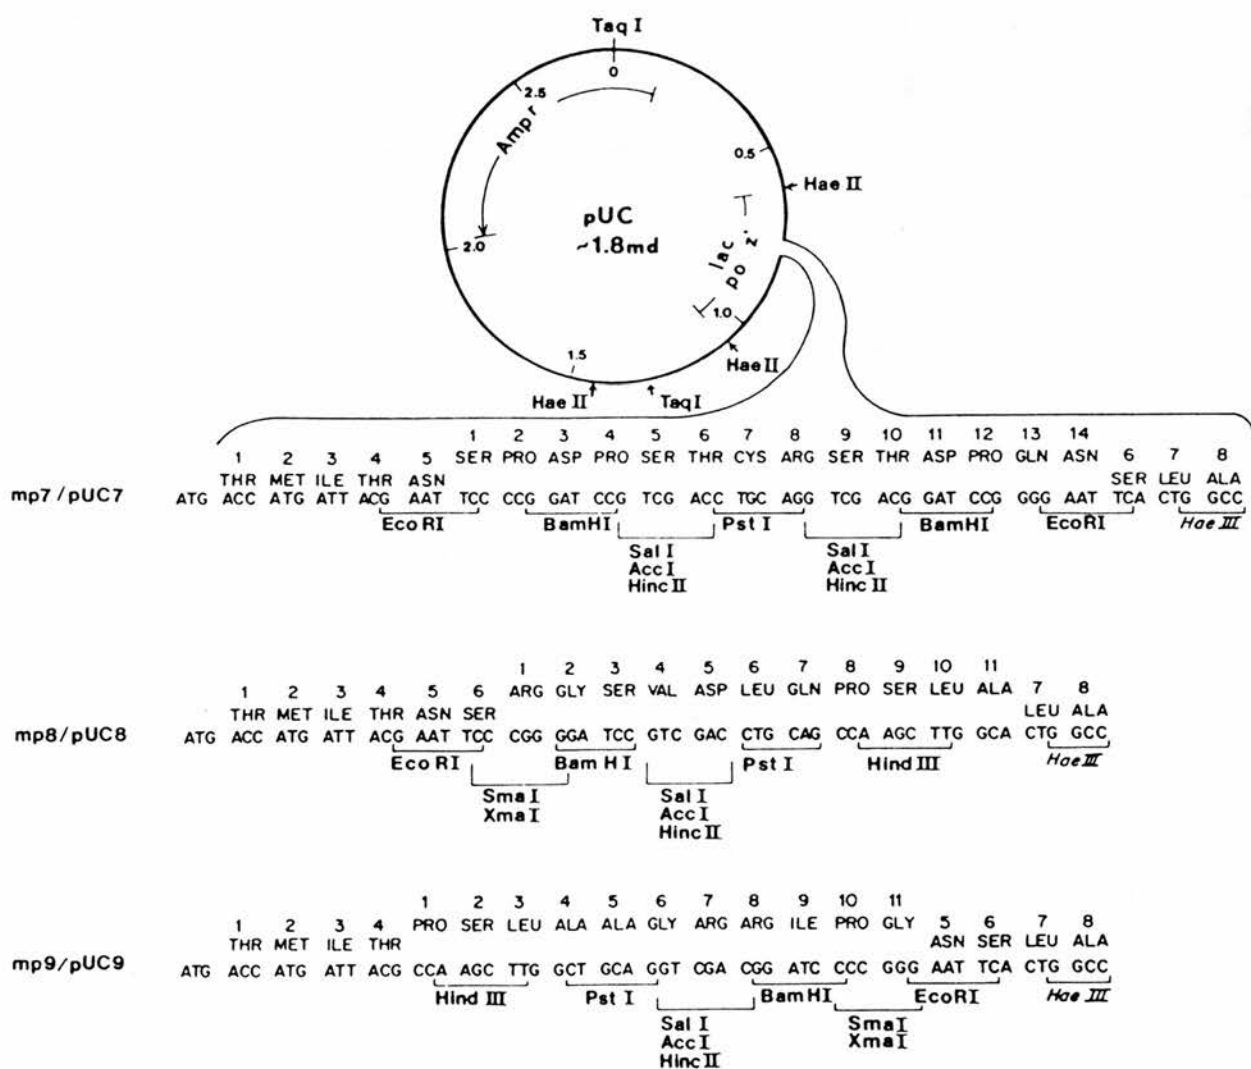 Taq I
0
2.5
Amp r
0.5
Hae II
pUC
~1.8md
lac
po z'
2.0
1.0
1.5
Hae II
Hae II
Taq I
1 2 3 4 5 6 7 8 9 10 11 12 13 14
SER PRO ASP PRO SER THR CYS ARG SER THR ASP PRO GLN ASN
1 2 3 4 5 6 7 8
THR MET ILE THR ASN SER LEU ALA
mp7/pUC7 ATG ACC ATG ATT ACG AAT TCC CCG GAT CCG TCG ACC TGC AGG TCG ACG GAT CCG GGG AAT TCA CTG GCC
Eco RI BamHI Pst I BamHI EcoRI Hae III
Sal I Sal I
Acc I Acc I
Hinc II Hinc II
1 2 3 4 5 6 7 8 9 10 11
ARG GLY SER VAL ASP LEU GLN PRO SER LEU ALA
1 2 3 4 5 6 7 8
THR MET ILE THR ASN SER LEU ALA
mp8/pUC8 ATG ACC ATG ATT ACG AAT TCC CGG GGA TCC GTC GAC CTG CAG CCA AGC TTG GCA CTG GCC
Eco RI Bam HI Pst I Hind III Hae III
Sma I Sal I
Xma I Acc I
Hinc II
1 2 3 4 5 6 7 8 9 10 11
PRO SER LEU ALA ALA GLY ARG ARG ILE PRO GLY
1 2 3 4 5 6 7 8
THR MET ILE THR ASN SER LEU ALA
mp9/pUC9 ATG ACC ATG ATT ACG CCA AGC TTG GCT GCA GGT CGA CGG ATC CCC GGG AAT TCA CTG GCC
Hind III Pst I BamHI EcoRI Hae III
Sal I Sma I
Acc I Xma I
Hinc II